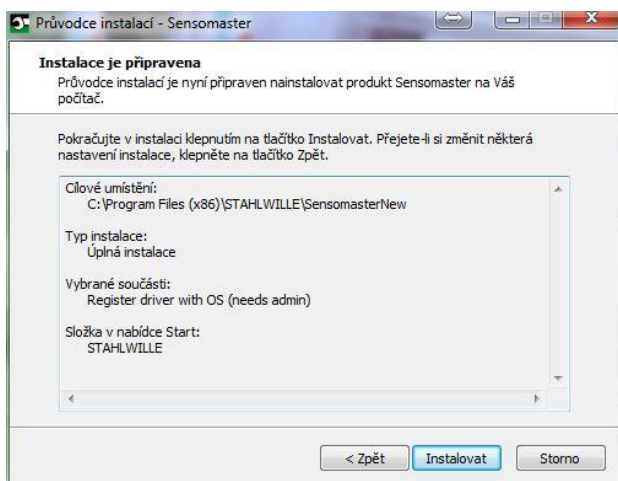 Průvodce instalací - Sensomaster
Instalace je připravena
Průvodce instalací je nyní připraven nainstalovat produkt Sensomaster na Váš
počítač.
Pokračujte v instalaci klepnutím na tlačítko Instalovat. Přejete-li si změnit některá
nastavení instalace, klepněte na tlačítko Zpět.
Cílové umístění:
C:\Program Files (x86)\STAHLWILLE\SensomasterNew
Typ instalace:
Úplná instalace
Vybrané součásti:
Register driver with OS (needs admin)
Složka v nabídce Start:
STAHLWILLE
< Zpět
Instalovat
Storno